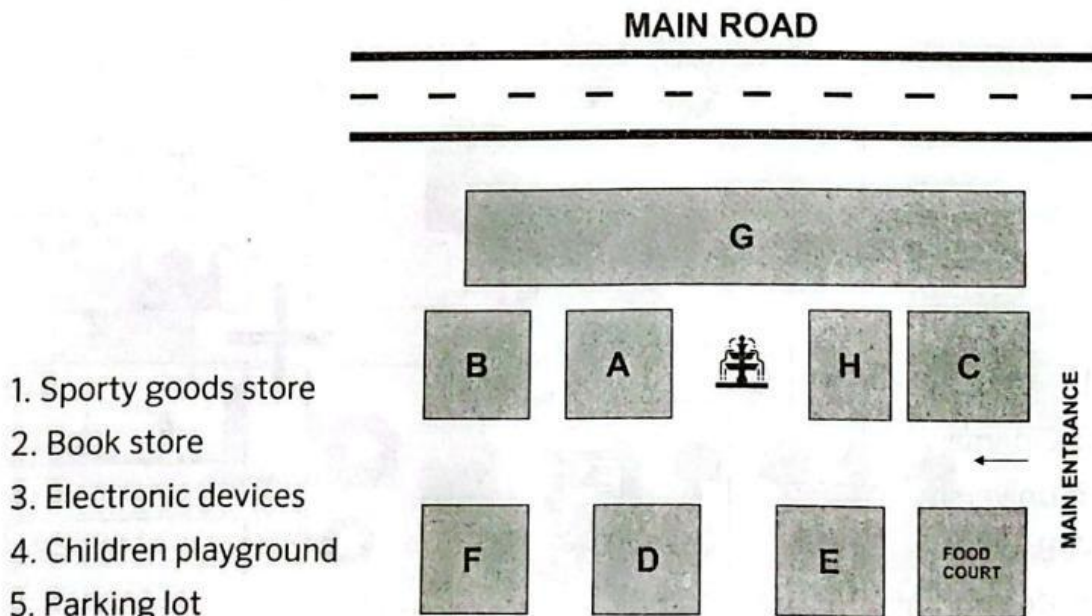 MAIN ROAD
G
B
A
H
C
1. Sporty goods store
2. Book store
3. Electronic devices
4. Children playground
5. Parking lot
MAIN ENTRANCE
F
D
E
FOOD
COURT